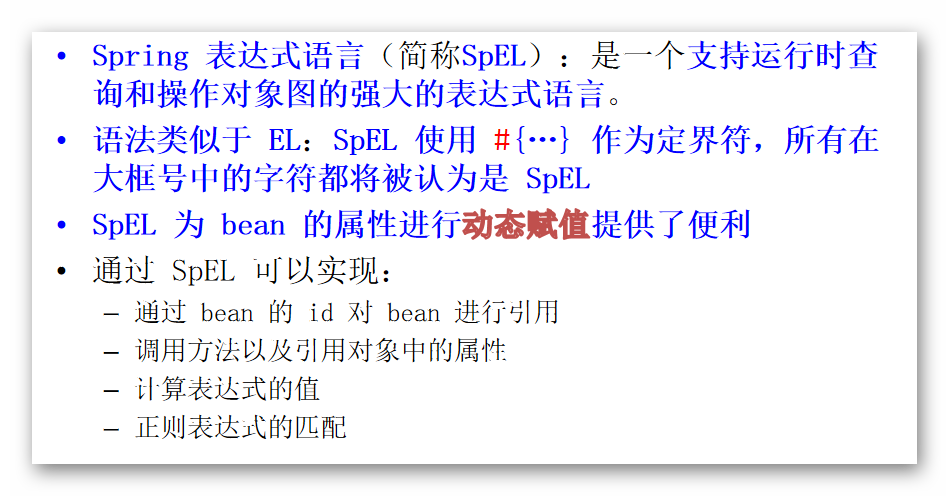 • Spring 表达式语言（简称SpEL）：是一个支持运行时查
询和操作对象图的强大的表达式语言。
• 语法类似于 EL：SpEL 使用 #{…} 作为定界符，所有在
大框号中的字符都将被认为是 SpEL
• SpEL 为 bean 的属性进行动态赋值提供了便利
• 通过 SpEL 可以实现：
– 通过 bean 的 id 对 bean 进行引用
– 调用方法以及引用对象中的属性
– 计算表达式的值
– 正则表达式的匹配